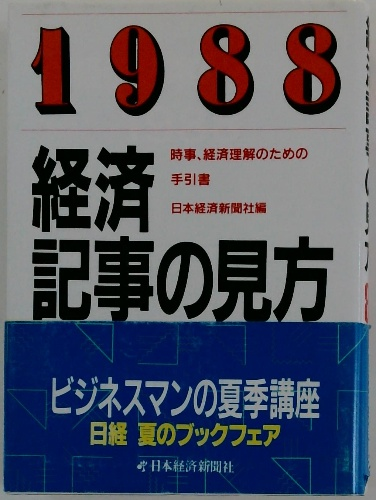 1988
経済
記事の見方
時事、経済理解のための
手引書
日本経済新聞社編
ビジネスマンの夏季講座
日経 夏のブックフェア
日本経済新聞社